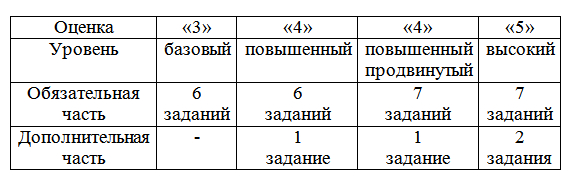 Оценка «3» «4» «4» «5»
Уровень базовый повышенный повышенный высокий
продвинутый
Обязательная 6 6 7 7
часть заданий заданий заданий заданий
Дополнительная - 1 1 2
часть задание задание задания